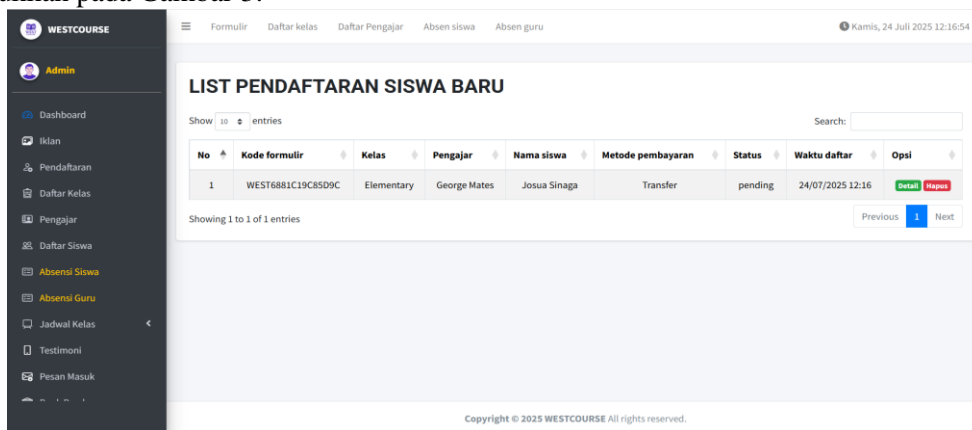 pada Gambar 5.
WESTCOURSE
Formulir Daftar kelas Daftar Pengajar Absen siswa Absen guru
Kamis, 24 Juli 2025 12:16:54
Admin
Dashboard
Iklan
Pendaftaran
Daftar Kelas
Pengajar
Daftar Siswa
Absensi Siswa
Absensi Guru
Jadwal Kelas
Testimoni
Pesan Masuk
LIST PENDAFTARAN SISWA BARU
Show 10 entries
Search:
No Kode formulir Kelas Pengajar Nama siswa Metode pembayaran Status Waktu daftar Opsi
1 WEST6881C19C85D9C Elementary George Mates Josua Sinaga Transfer pending 24/07/2025 12:16 Detail Hapus
Showing 1 to 1 of 1 entries
Previous 1 Next
Copyright © 2025 WESTCOURSE All rights reserved.